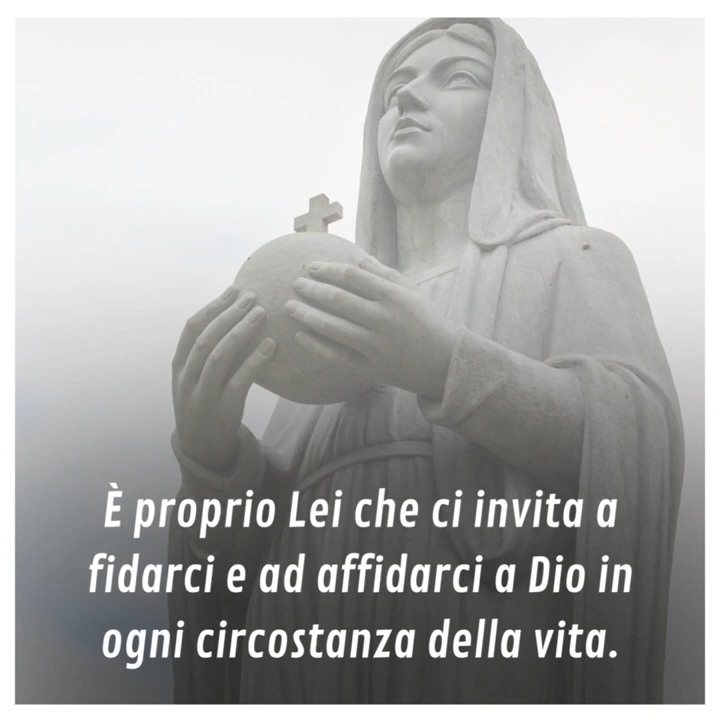 È proprio Lei che ci invita a
fidarci e ad affidarci a Dio in
ogni circostanza della vita.